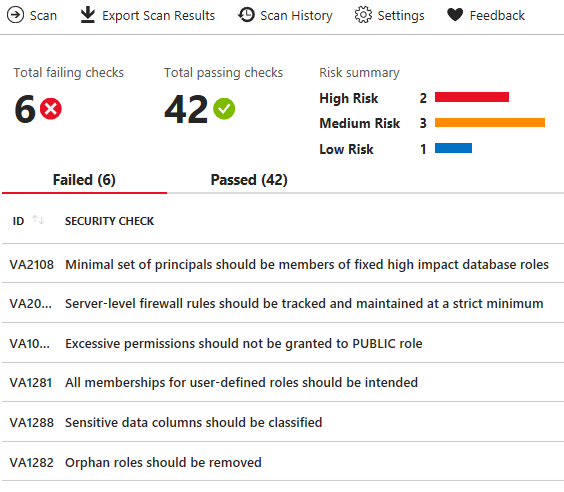 Scan Export Scan Results Scan History Settings Feedback
Total failing checks Total passing checks Risk summary
6 42
High Risk 2
Medium Risk 3
Low Risk 1
Failed (6) Passed (42)
ID SECURITY CHECK
VA2108 Minimal set of principals should be members of fixed high impact database roles
VA20... Server-level firewall rules should be tracked and maintained at a strict minimum
VA10... Excessive permissions should not be granted to PUBLIC role
VA1281 All memberships for user-defined roles should be intended
VA1288 Sensitive data columns should be classified
VA1282 Orphan roles should be removed